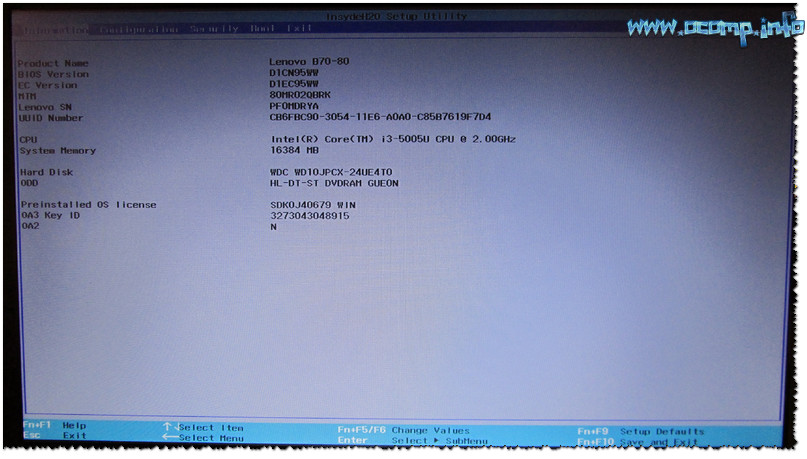 InsydeH2O Setup Utility
www.ocomp.info
Information Configuration Security Boot Exit
Product Name Lenovo B70-80
BIOS Version D1CN95WW
EC Version D1EC95WW
MTM 80MR02QBRK
Lenovo SN PF0MDRYA
UUID Number CB6FBC90-3054-11E6-A0A0-C85B7619F7D4
CPU Intel(R) Core(TM) i3-5005U CPU @ 2.00GHz
System Memory 16384 MB
Hard Disk WDC WD10JPCX-24UE4T0
ODD HL-DT-ST DVDRAM GUE0N
Preinstalled OS license SDK0J40679 WIN
OA3 Key ID 3273043048915
OA2 N
Fn+F1 Help ↑↓Select Item Fn+F5/F6 Change Values Fn+F9 Setup Defaults
Esc Exit ←→Select Menu Enter Select ▶ SubMenu Fn+F10 Save and Exit